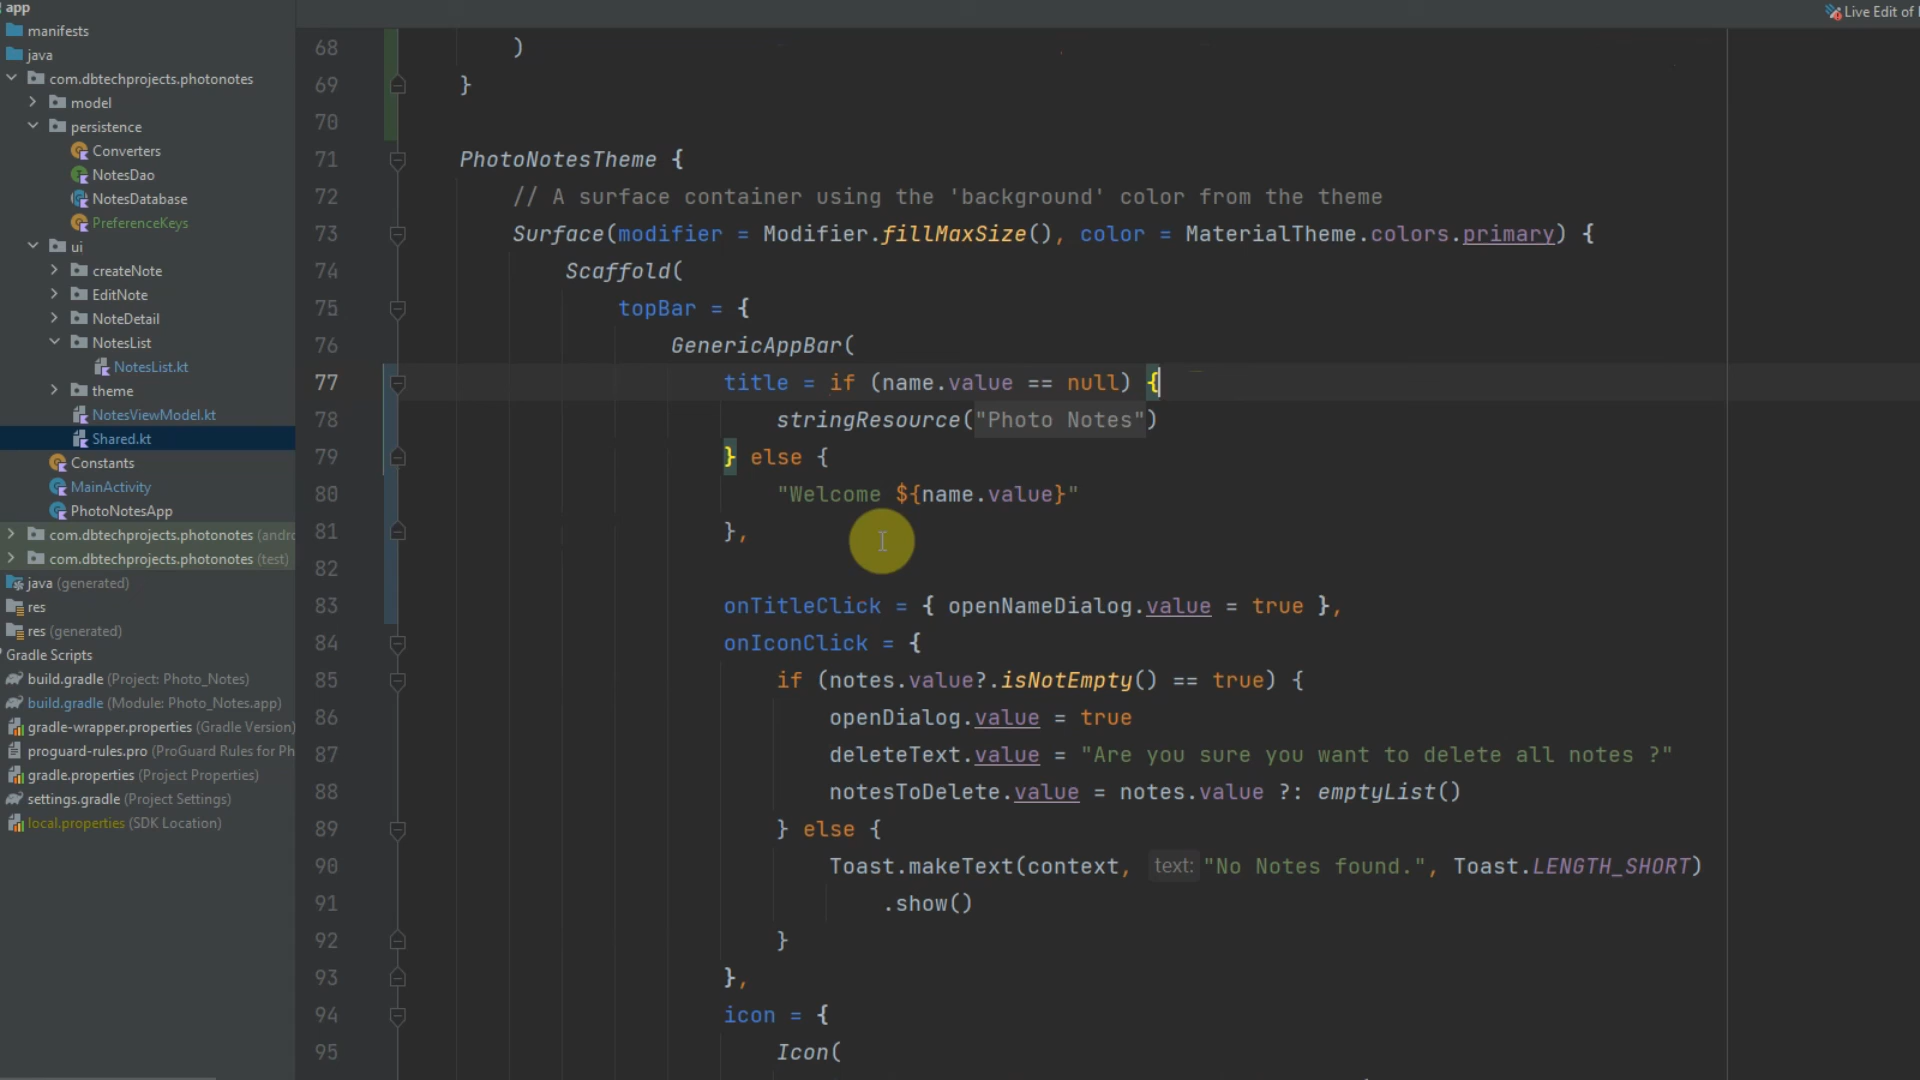 app
manifests
java
com.dbtechprojects.photonotes
model
persistence
Converters
NotesDao
NotesDatabase
PreferenceKeys
ui
createNote
EditNote
NoteDetail
NotesList
NotesList.kt
theme
NotesViewModel.kt
Shared.kt
Constants
MainActivity
PhotoNotesApp
com.dbtechprojects.photonotes (andro
com.dbtechprojects.photonotes (test)
java (generated)
res
res (generated)
Gradle Scripts
build.gradle (Project: Photo_Notes)
build.gradle (Module: Photo_Notes.app)
gradle-wrapper.properties (Gradle Version)
proguard-rules.pro (ProGuard Rules for Ph
gradle.properties (Project Properties)
settings.gradle (Project Settings)
local.properties (SDK Location)
Live Edit of
68 )
69 }
70
71 PhotoNotesTheme {
72 // A surface container using the 'background' color from the theme
73 Surface(modifier = Modifier.fillMaxSize(), color = MaterialTheme.colors.primary) {
74 Scaffold(
75 topBar = {
76 GenericAppBar(
77 title = if (name.value == null) {
78 stringResource("Photo Notes")
79 } else {
80 "Welcome ${name.value}"
81 },
82
83 onTitleClick = { openNameDialog.value = true },
84 onIconClick = {
85 if (notes.value?.isNotEmpty() == true) {
86 openDialog.value = true
87 deleteText.value = "Are you sure you want to delete all notes ?"
88 notesToDelete.value = notes.value ?: emptyList()
89 } else {
90 Toast.makeText(context, text: "No Notes found.", Toast.LENGTH_SHORT)
91 .show()
92 }
93 },
94 icon = {
95 Icon(